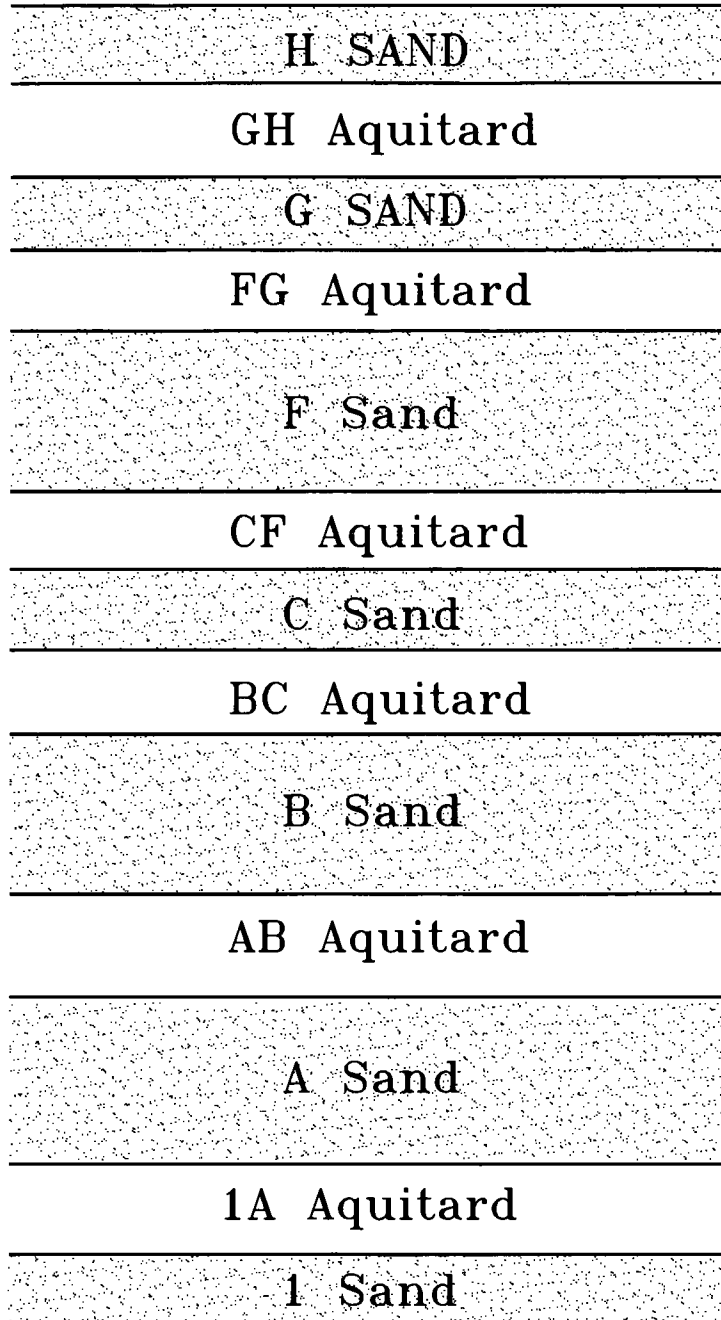 H SAND
GH Aquitard
G SAND
FG Aquitard
F Sand
CF Aquitard
C Sand
BC Aquitard
B Sand
AB Aquitard
A Sand
1A Aquitard
1 Sand